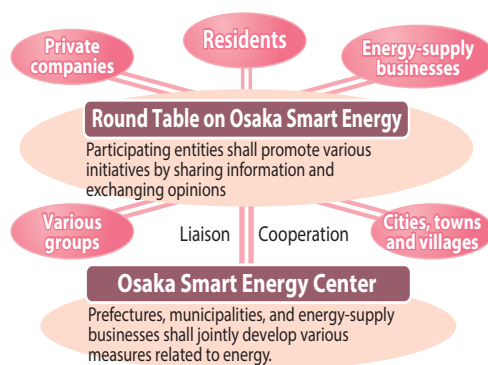 Private
companies
Residents
Energy-supply
businesses
Round Table on Osaka Smart Energy
Participating entities shall promote various
initiatives by sharing information and
exchanging opinions
Various
groups
Liaison
Cooperation
Cities, towns
and villages
Osaka Smart Energy Center
Prefectures, municipalities, and energy-supply
businesses shall jointly develop various
measures related to energy.